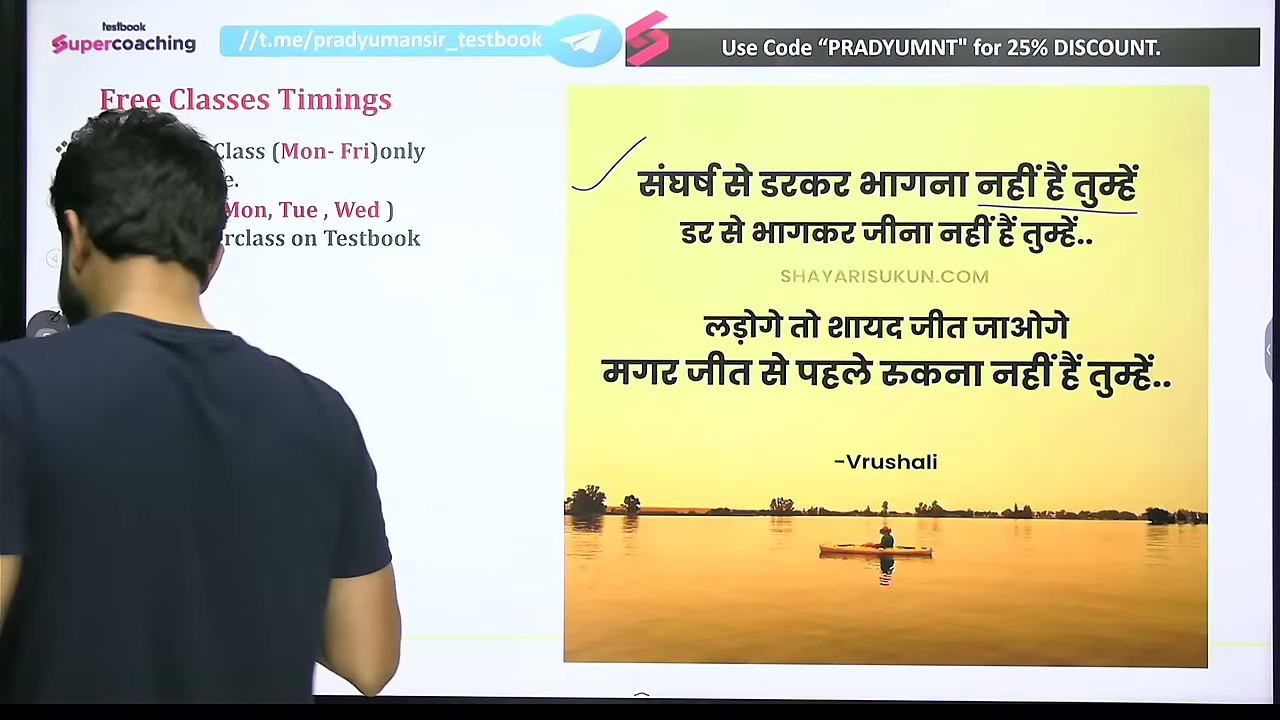 testbook
Supercoaching
//t.me/pradyumansir_testbook
Use Code “PRADYUMNT" for 25% DISCOUNT.
Free Classes Timings
Class (Mon- Fri)only
Mon, Tue , Wed )
on Testbook
संघर्ष से डरकर भागना नहीं हैं तुम्हें
डर से भागकर जीना नहीं हैं तुम्हें..
SHAYARISUKUN.COM
लड़ोगे तो शायद जीत जाओगे
मगर जीत से पहले रुकना नहीं हैं तुम्हें..
-Vrushali